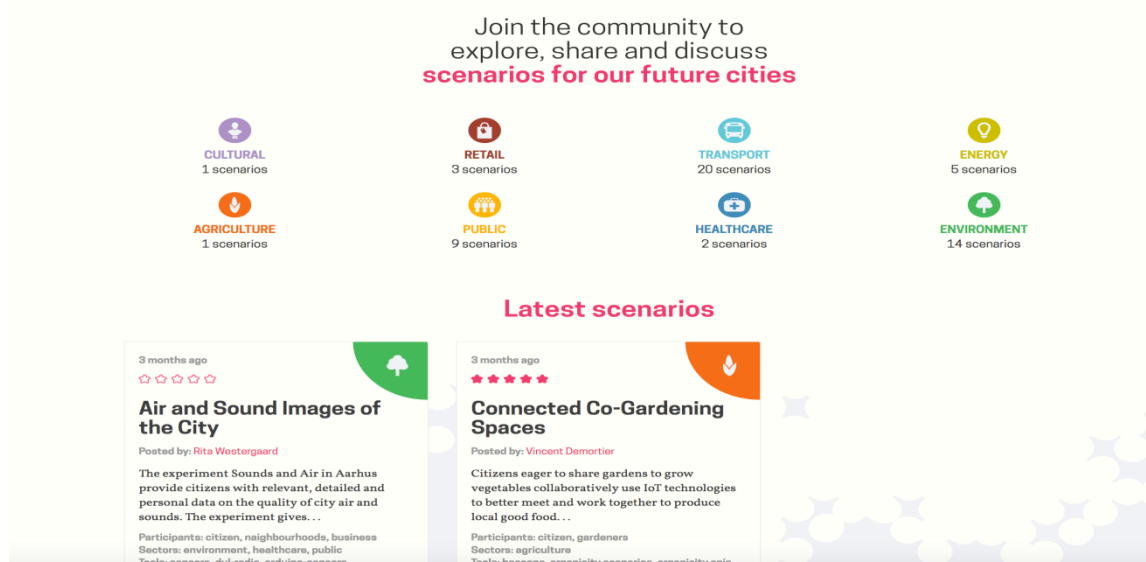 Join the community to
explore, share and discuss
scenarios for our future cities
CULTURAL
1 scenarios
RETAIL
3 scenarios
TRANSPORT
20 scenarios
ENERGY
5 scenarios
AGRICULTURE
1 scenarios
PUBLIC
9 scenarios
HEALTHCARE
2 scenarios
ENVIRONMENT
14 scenarios
Latest scenarios
3 months ago
Air and Sound Images of
the City
Posted by: Rita Westergaard
The experiment Sounds and Air in Aarhus
provide citizens with relevant, detailed and
personal data on the quality of city air and
sounds. The experiment gives...
Participants: citizen, naighbourhoods, business
Sectors: environment, healthcare, public
3 months ago
Connected Co-Gardening
Spaces
Posted by: Vincent Demortier
Citizens eager to share gardens to grow
vegetables collaboratively use IoT technologies
to better meet and work together to produce
local good food...
Participants: citizen, gardeners
Sectors: agriculture